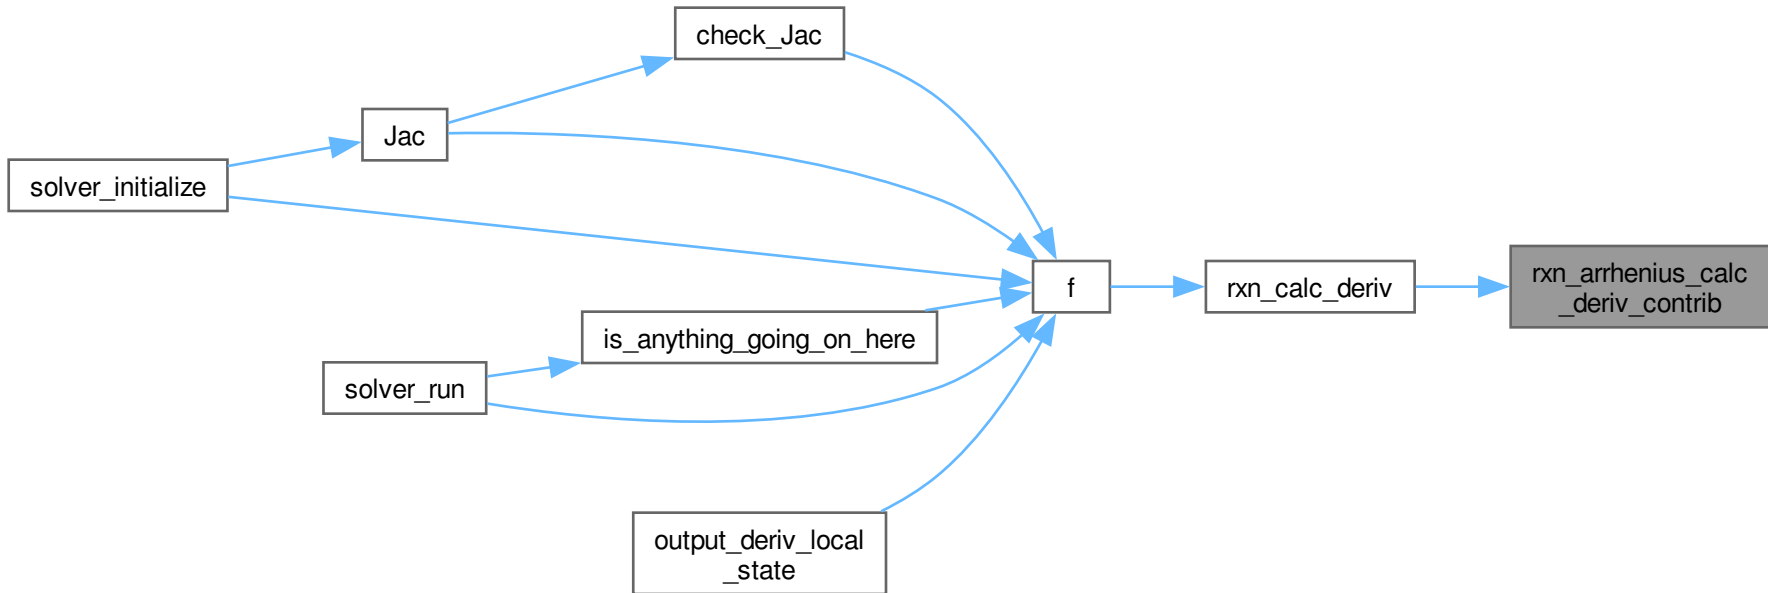 check_Jac
Jac
solver_initialize
f
rxn_calc_deriv
rxn_arrhenius_calc
_deriv_contrib
is_anything_going_on_here
solver_run
output_deriv_local
_state